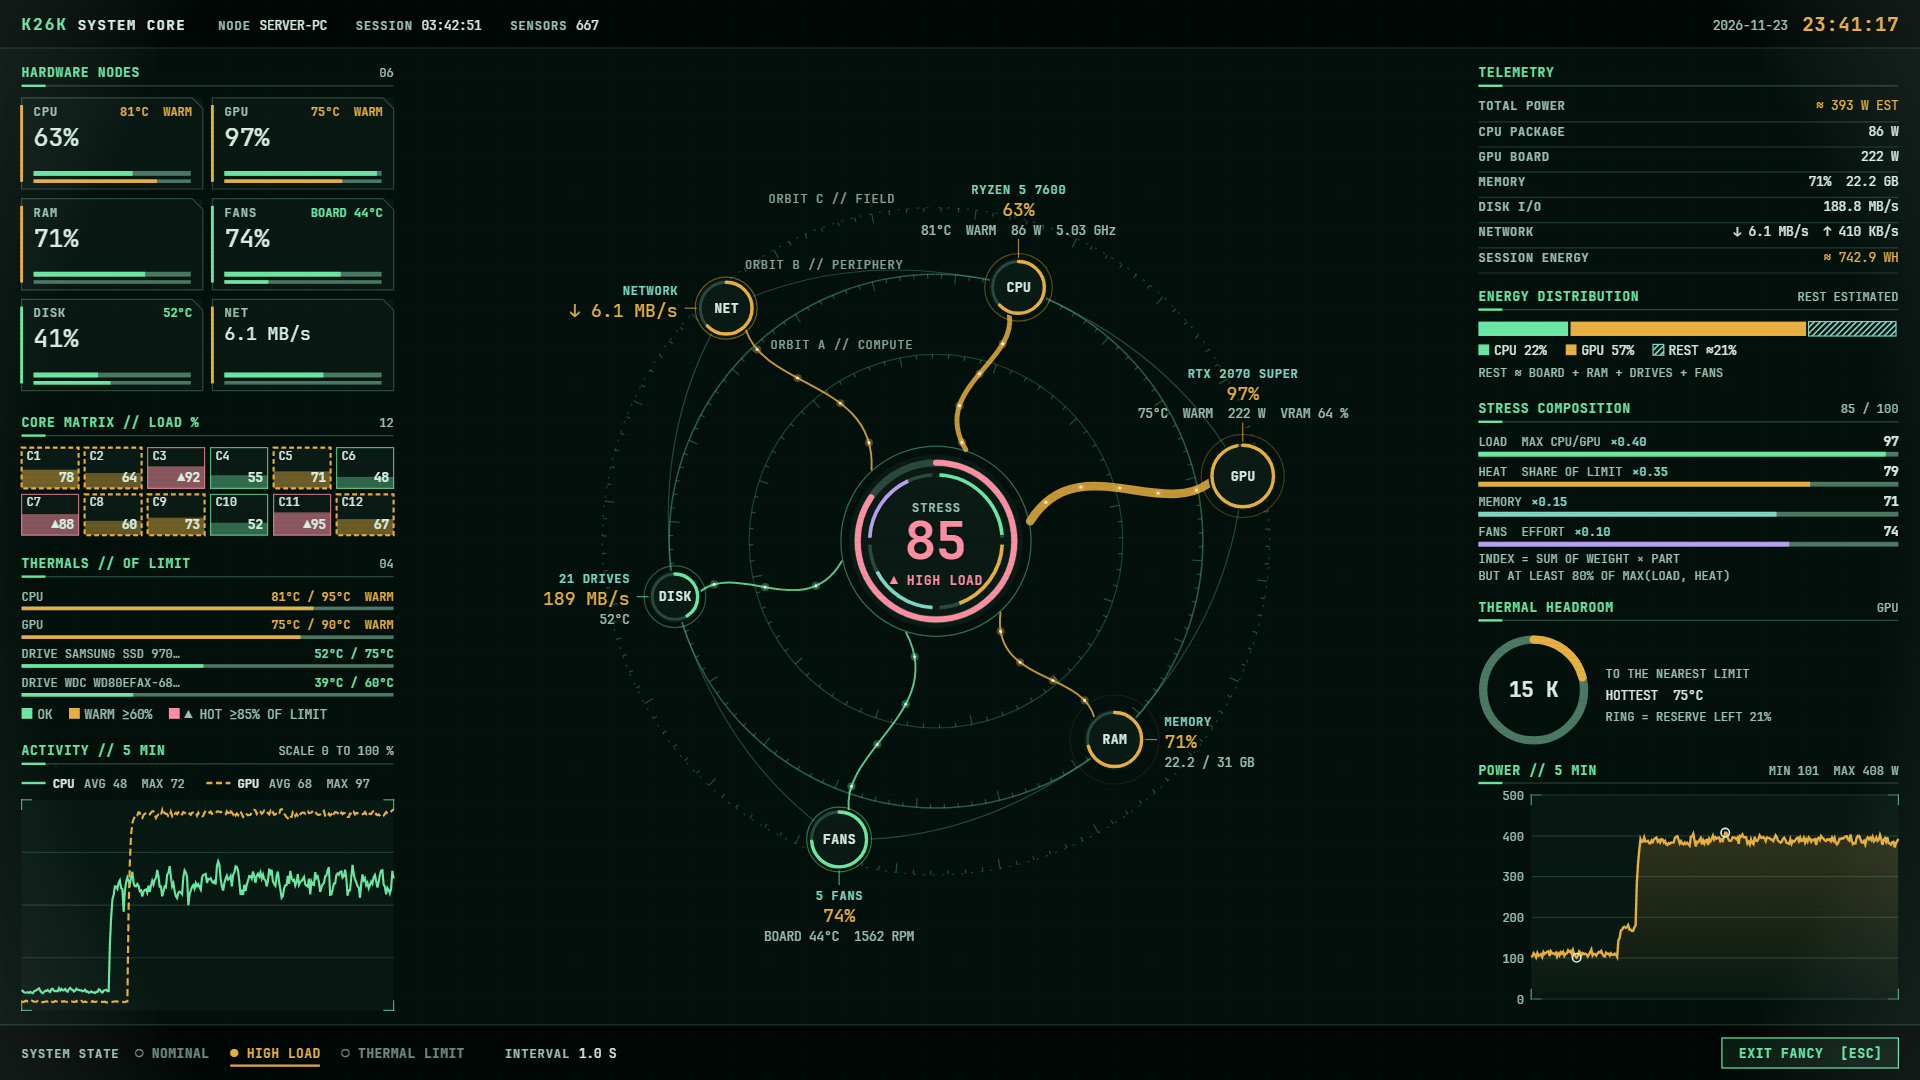 K26K SYSTEM CORE NODE SERVER-PC SESSION 03:42:51 SENSORS 667 2026-11-23 23:41:17
HARDWARE NODES 06
CPU 81°C WARM
63%
GPU 75°C WARM
97%
RAM
71%
FANS BOARD 44°C
74%
DISK 52°C
41%
NET
6.1 MB/s
CORE MATRIX // LOAD % 12
C1 78
C2 64
C3 ▲92
C4 55
C5 71
C6 48
C7 ▲88
C8 60
C9 73
C10 52
C11 ▲95
C12 67
THERMALS // OF LIMIT 04
CPU 81°C / 95°C WARM
GPU 75°C / 90°C WARM
DRIVE SAMSUNG SSD 970… 52°C / 75°C
DRIVE WDC WD80EFAX-68… 39°C / 60°C
OK WARM ≥60% ▲ HOT ≥85% OF LIMIT
ACTIVITY // 5 MIN SCALE 0 TO 100 %
CPU AVG 48 MAX 72 GPU AVG 68 MAX 97
ORBIT C // FIELD
ORBIT B // PERIPHERY
ORBIT A // COMPUTE
RYZEN 5 7600
63%
81°C WARM 86 W 5.03 GHz
CPU
NETWORK
↓ 6.1 MB/s
NET
RTX 2070 SUPER
97%
75°C WARM 222 W VRAM 64 %
GPU
STRESS
85
▲ HIGH LOAD
21 DRIVES
189 MB/s
52°C
DISK
MEMORY
71%
22.2 / 31 GB
RAM
FANS
5 FANS
74%
BOARD 44°C 1562 RPM
TELEMETRY
TOTAL POWER ≈ 393 W EST
CPU PACKAGE 86 W
GPU BOARD 222 W
MEMORY 71% 22.2 GB
DISK I/O 188.8 MB/s
NETWORK ↓ 6.1 MB/s ↑ 410 KB/s
SESSION ENERGY ≈ 742.9 WH
ENERGY DISTRIBUTION REST ESTIMATED
CPU 22% GPU 57% REST ≈21%
REST ≈ BOARD + RAM + DRIVES + FANS
STRESS COMPOSITION 85 / 100
LOAD MAX CPU/GPU ×0.40 97
HEAT SHARE OF LIMIT ×0.35 79
MEMORY ×0.15 71
FANS EFFORT ×0.10 74
INDEX = SUM OF WEIGHT × PART
BUT AT LEAST 80% OF MAX(LOAD, HEAT)
THERMAL HEADROOM GPU
15 K
TO THE NEAREST LIMIT
HOTTEST 75°C
RING = RESERVE LEFT 21%
POWER // 5 MIN MIN 101 MAX 408 W
500
400
300
200
100
0
SYSTEM STATE NOMINAL HIGH LOAD THERMAL LIMIT INTERVAL 1.0 S EXIT FANCY [ESC]